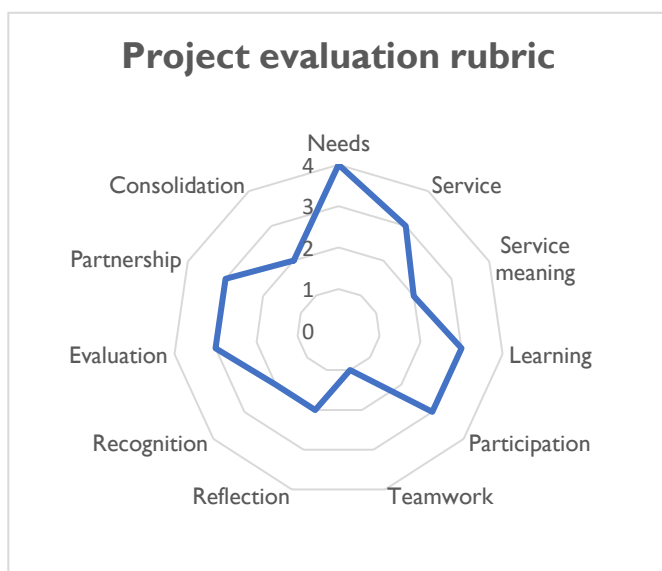 Project evaluation rubric
Needs
Service
Service
meaning
Learning
Participation
Teamwork
Reflection
Recognition
Evaluation
Partnership
Consolidation
4
3
2
1
0